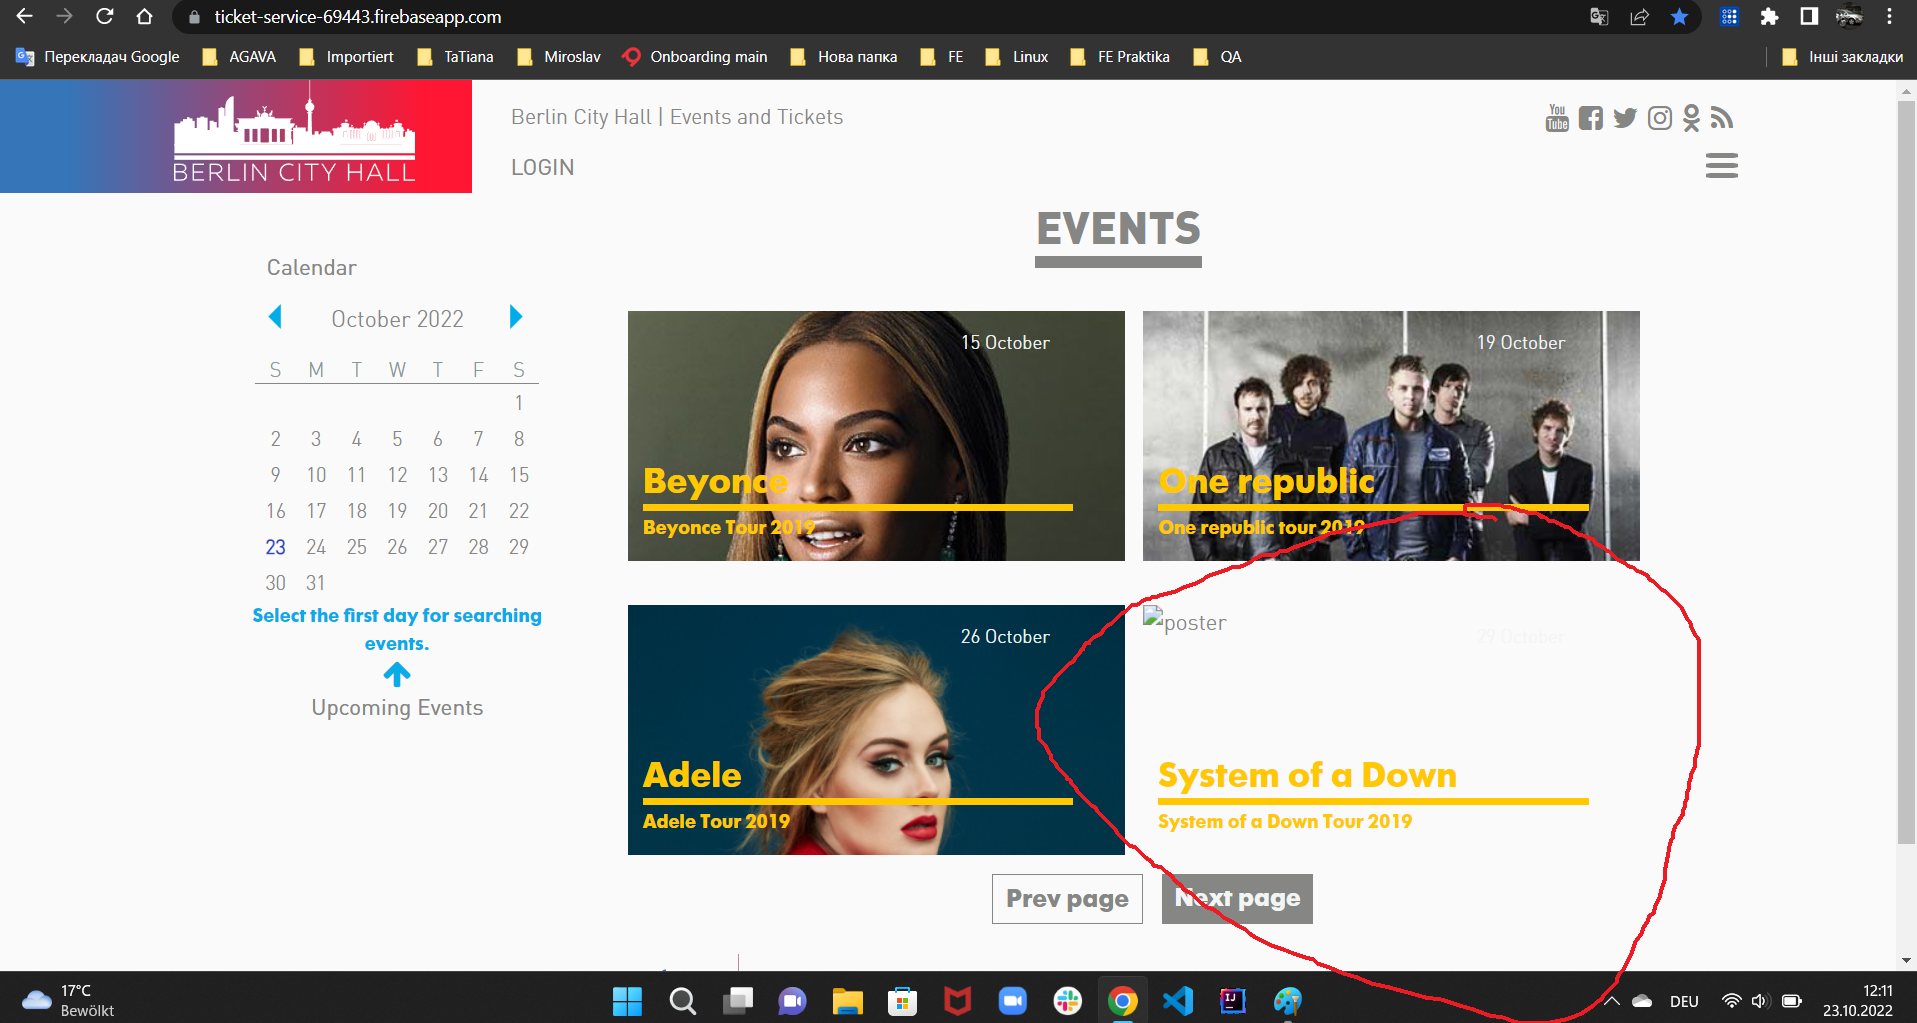 ticket-service-69443.firebaseapp.com
Перекладач Google AGAVA Importiert TaTiana Miroslav Onboarding main Нова папка FE Linux FE Praktika QA Інші закладки
BERLIN CITY HALL
Berlin City Hall | Events and Tickets
You
Tube
LOGIN
EVENTS
Calendar
October 2022
S M T W T F S
1
2 3 4 5 6 7 8
9 10 11 12 13 14 15
16 17 18 19 20 21 22
23 24 25 26 27 28 29
30 31
Select the first day for searching
events.
Upcoming Events
15 October
Beyonce
Beyonce Tour 2019
19 October
One republic
One republic tour 2019
26 October
Adele
Adele Tour 2019
poster
29 October
System of a Down
System of a Down Tour 2019
Prev page
Next page
17°C
Bewölkt
IJ
DEU
12:11
23.10.2022